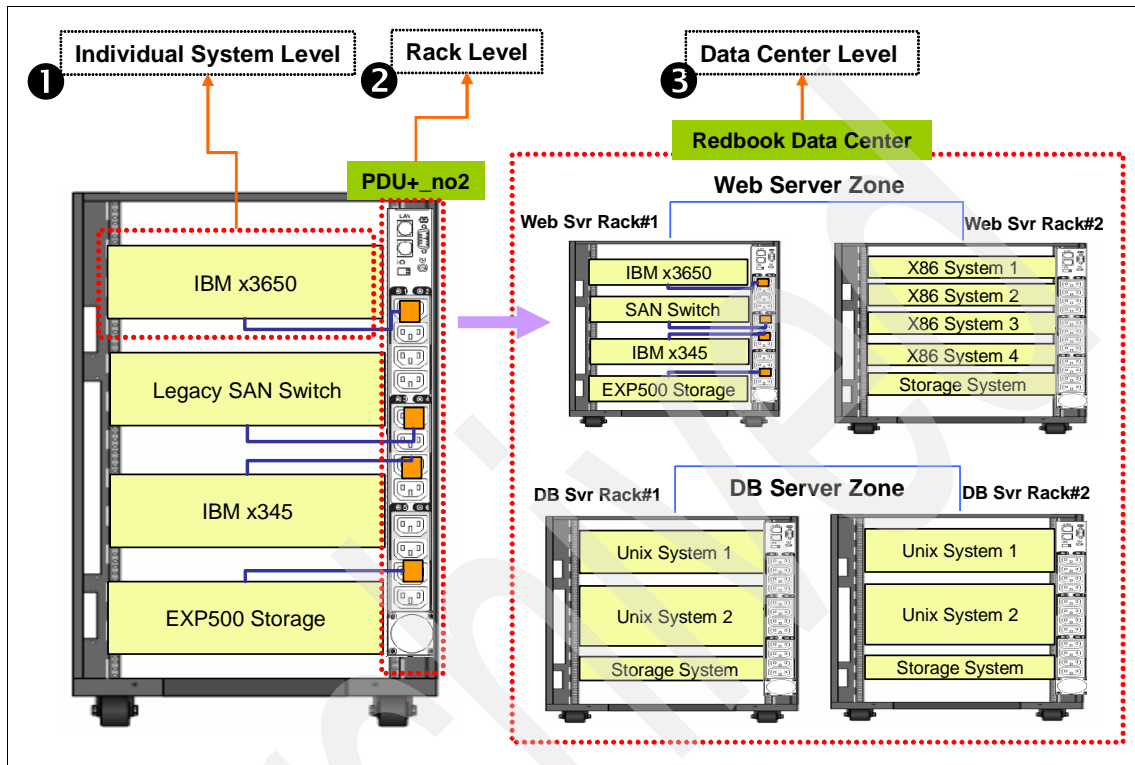 ❶ Individual System Level
❷ Rack Level
❸ Data Center Level
PDU+_no2
LAN
IBM x3650
Legacy SAN Switch
IBM x345
EXP500 Storage
Redbook Data Center
Web Server Zone
Web Svr Rack#1
IBM x3650
SAN Switch
IBM x345
EXP500 Storage
Web Svr Rack#2
X86 System 1
X86 System 2
X86 System 3
X86 System 4
Storage System
DB Server Zone
DB Svr Rack#1
Unix System 1
Unix System 2
Storage System
DB Svr Rack#2
Unix System 1
Unix System 2
Storage System